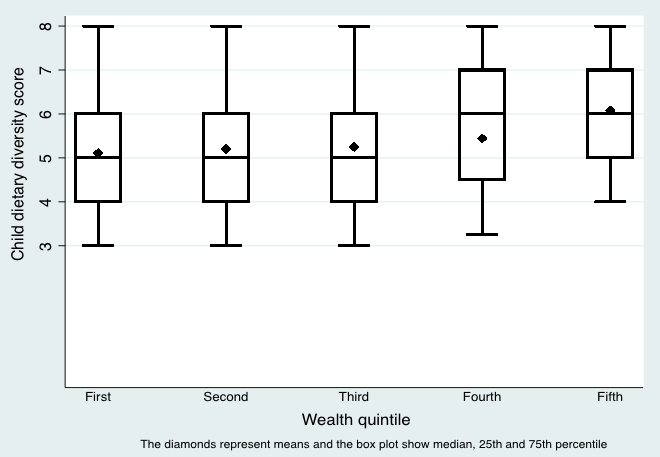 Child dietary diversity score
8
7
6
5
4
3
First Second Third Fourth Fifth
Wealth quintile
The diamonds represent means and the box plot show median, 25th and 75th percentile